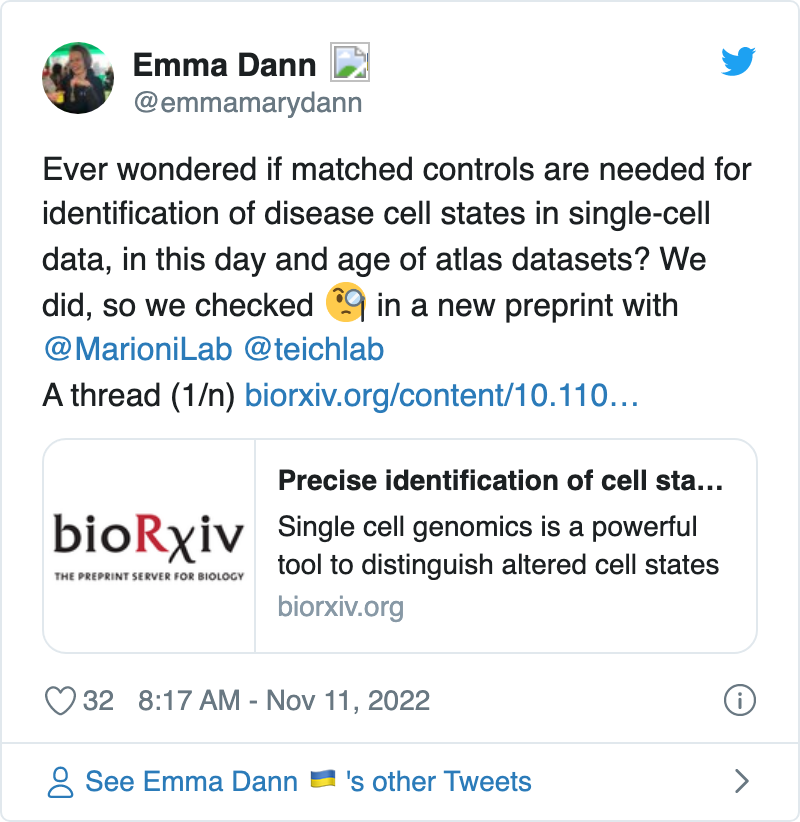 Emma Dann
@emmamarydann
Ever wondered if matched controls are needed for
identification of disease cell states in single-cell
data, in this day and age of atlas datasets? We
did, so we checked 🧐 in a new preprint with
@MarioniLab @teichlab
A thread (1/n) biorxiv.org/content/10.110…
bioRxiv
THE PREPRINT SERVER FOR BIOLOGY
Precise identification of cell sta…
Single cell genomics is a powerful
tool to distinguish altered cell states
biorxiv.org
32 8:17 AM - Nov 11, 2022
See Emma Dann 🇺🇦 's other Tweets